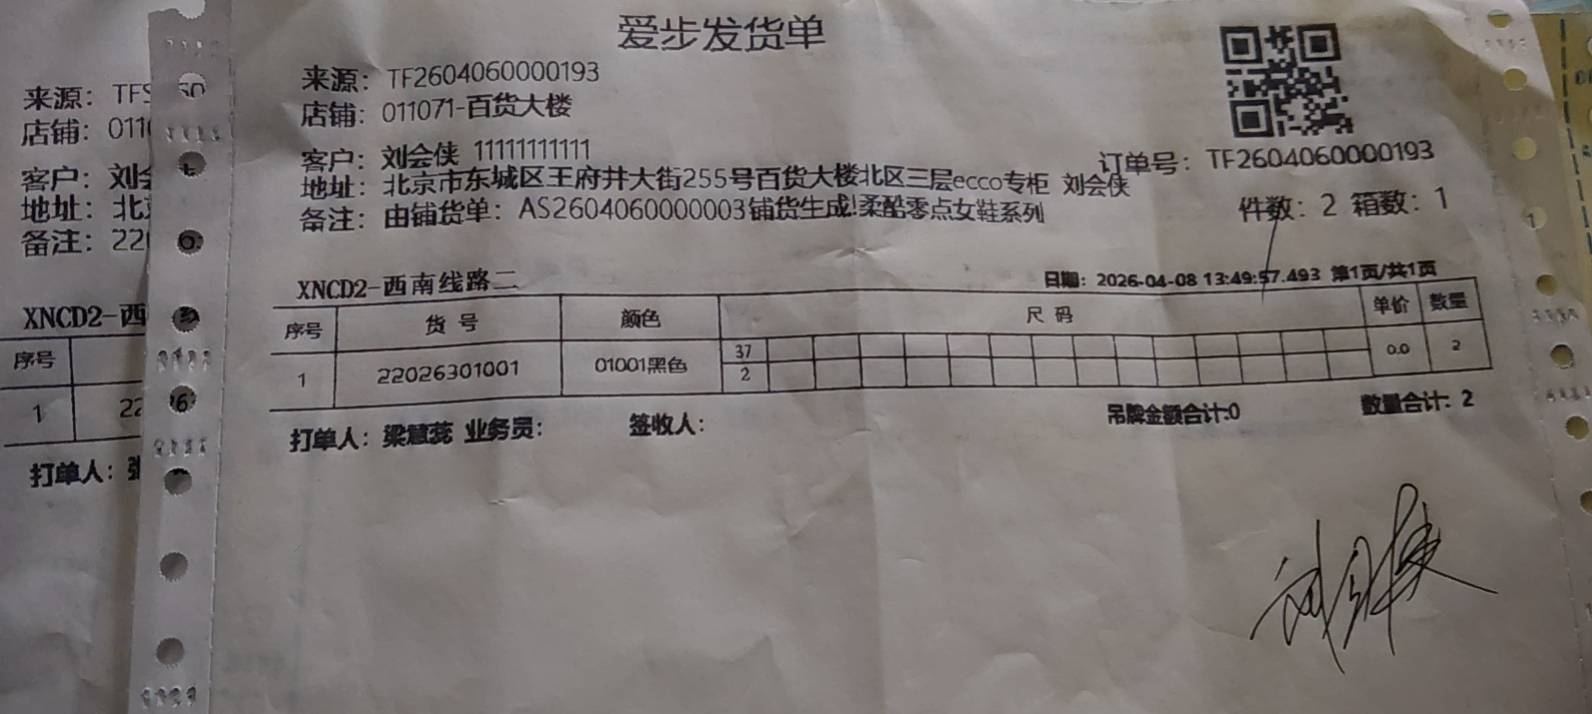 爱步发货单
来源：TF2604060000193
店铺：011071-百货大楼
客户：刘会侠 11111111111
订单号：TF2604060000193
地址：北京市东城区王府井大街255号百货大楼北区三层ecco专柜 刘会侠
备注：由铺货单：AS2604060000003铺货生成!柔酷零点女鞋系列
件数：2 箱数：1
XNCD2-西南线路二
日期：2026-04-08 13:49:57.493 第1页/共1页
序号 货号 颜色 尺码 单价 数量
1 22026301001 01001黑色 37 0.0 2
2
打单人：梁慧蕊 业务员： 签收人： 吊牌金额合计:0 数量合计: 2
刘会侠
来源：TFS
店铺：011
客户：刘
地址：北
备注：22
XNCD2-西
序号
1 22
打单人：张